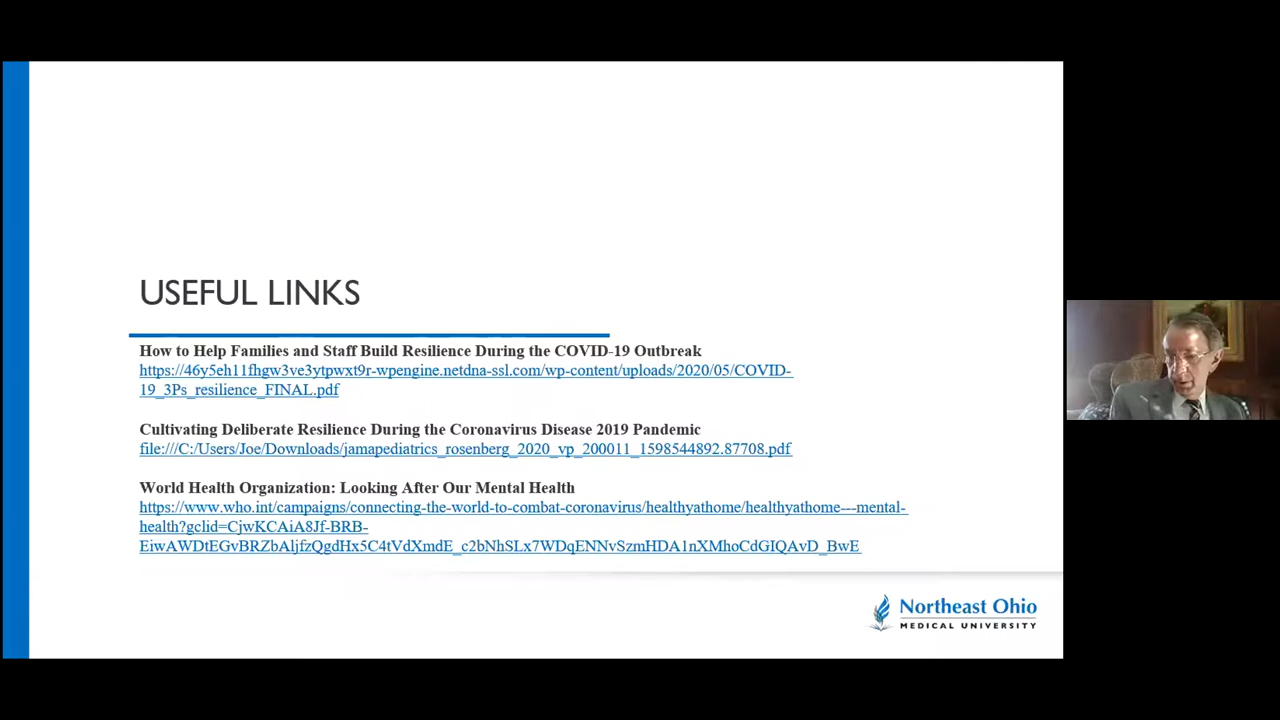 USEFUL LINKS
How to Help Families and Staff Build Resilience During the COVID-19 Outbreak
https://46y5eh11fhgw3ve3ytpwxt9r-wpengine.netdna-ssl.com/wp-content/uploads/2020/05/COVID-
19_3Ps_resilience_FINAL.pdf
Cultivating Deliberate Resilience During the Coronavirus Disease 2019 Pandemic
file:///C:/Users/Joe/Downloads/jamapediatrics_rosenberg_2020_vp_200011_1598544892.87708.pdf
World Health Organization: Looking After Our Mental Health
https://www.who.int/campaigns/connecting-the-world-to-combat-coronavirus/healthyathome/healthyathome---mental-
health?gclid=CjwKCAiA8Jf-BRB-
EiwAWDtEGvBRZbAljfzQgdHx5C4tVdXmdE_c2bNhSLx7WDqENNvSzmHDA1nXMhoCdGIQAvD_BwE
Northeast Ohio
MEDICAL UNIVERSITY